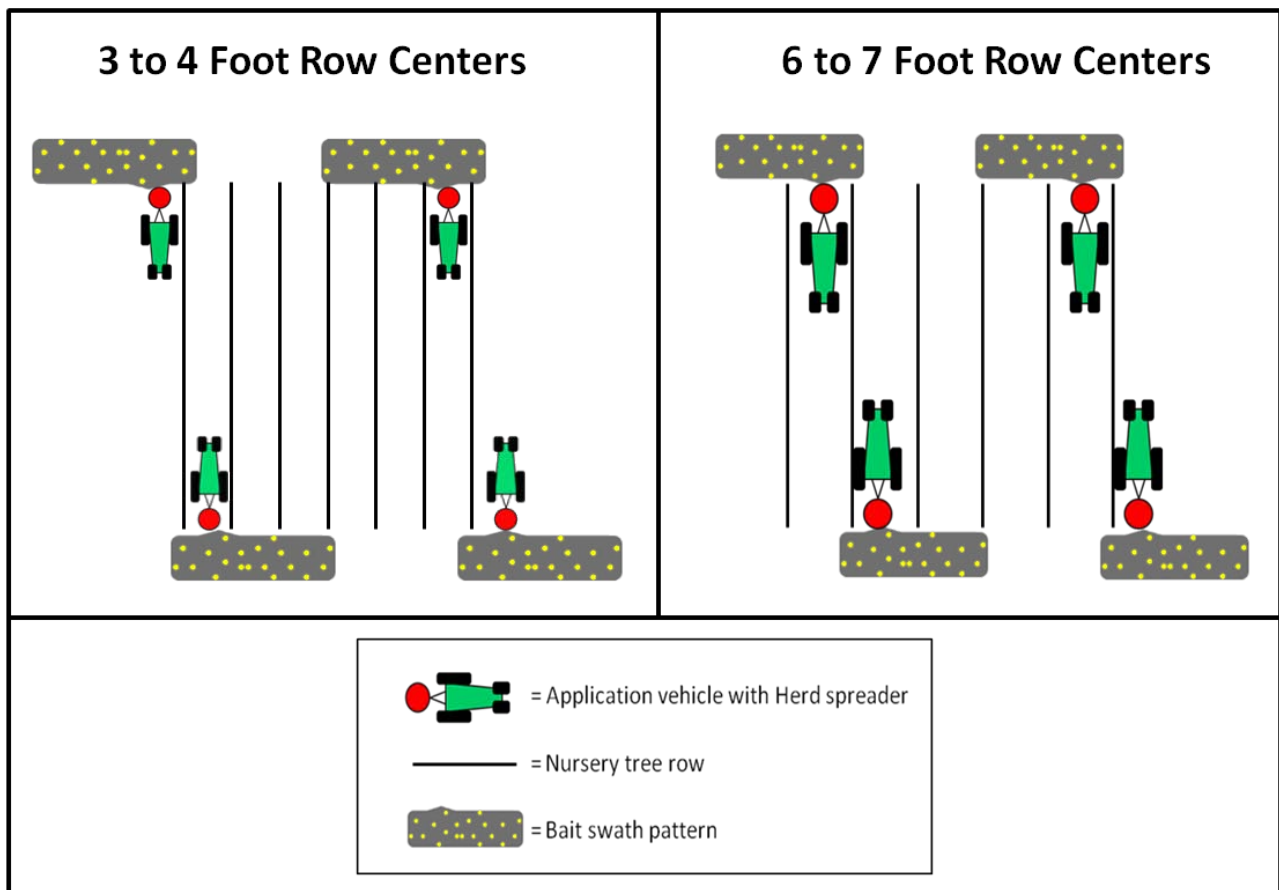 3 to 4 Foot Row Centers
6 to 7 Foot Row Centers
= Application vehicle with Herd spreader
= Nursery tree row
= Bait swath pattern